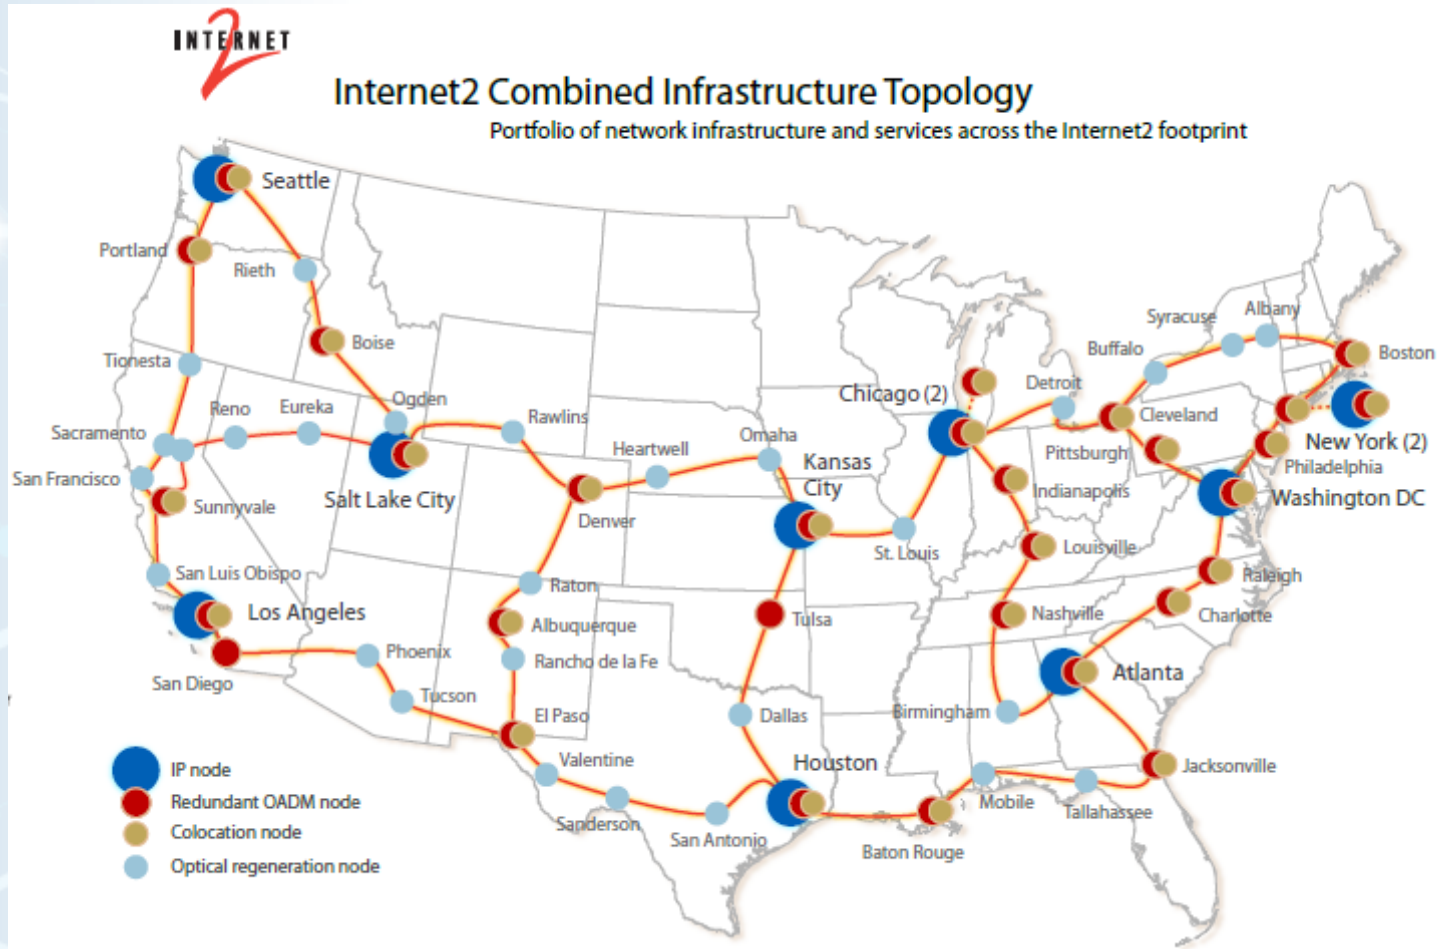 INTERNET
2
Internet2 Combined Infrastructure Topology
Portfolio of network infrastructure and services across the Internet2 footprint
Seattle
Portland
Rieth
Boise
Tionesta
Ogden
Reno
Eureka
Rawlins
Sacramento
San Francisco
Sunnyvale
Salt Lake City
Heartwell
Omaha
Denver
Kansas
City
St. Louis
Chicago (2)
Detroit
Buffalo
Syracuse
Albany
Boston
Cleveland
Pittsburgh
New York (2)
Philadelphia
Washington DC
Indianapolis
Louisville
Raleigh
Charlotte
Nashville
San Luis Obispo
Los Angeles
San Diego
Phoenix
Tucson
Raton
Albuquerque
Rancho de la Fe
El Paso
Tulsa
Dallas
Birmingham
Atlanta
Valentine
Sanderson
San Antonio
Houston
Baton Rouge
Mobile
Tallahassee
Jacksonville
IP node
Redundant OADM node
Colocation node
Optical regeneration node